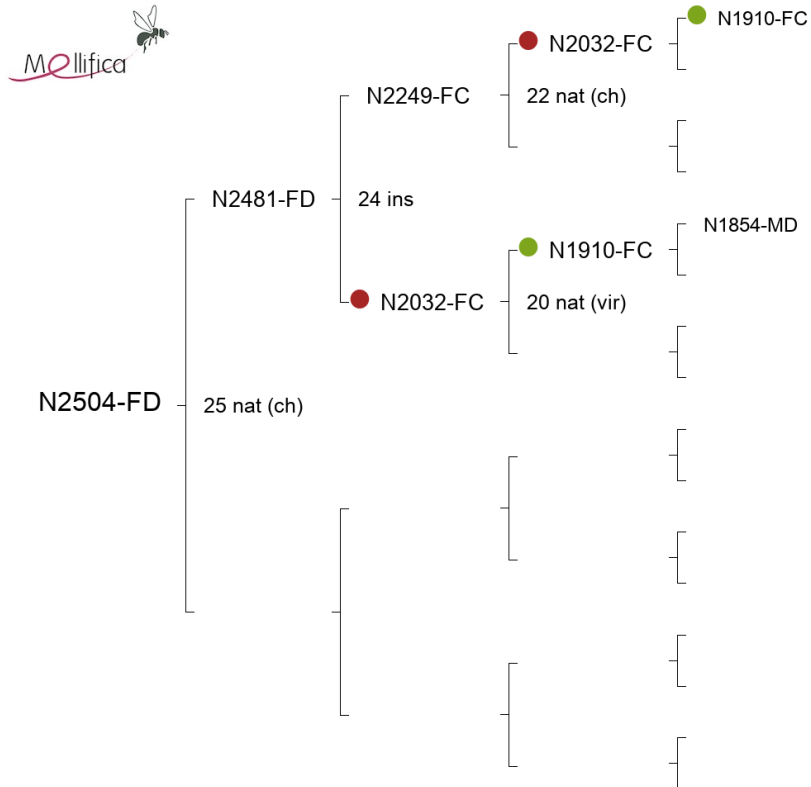 Mellifica
N1910-FC
N2032-FC
N2249-FC
22 nat (ch)
N2481-FD
24 ins
N1854-MD
N1910-FC
N2032-FC
20 nat (vir)
N2504-FD
25 nat (ch)